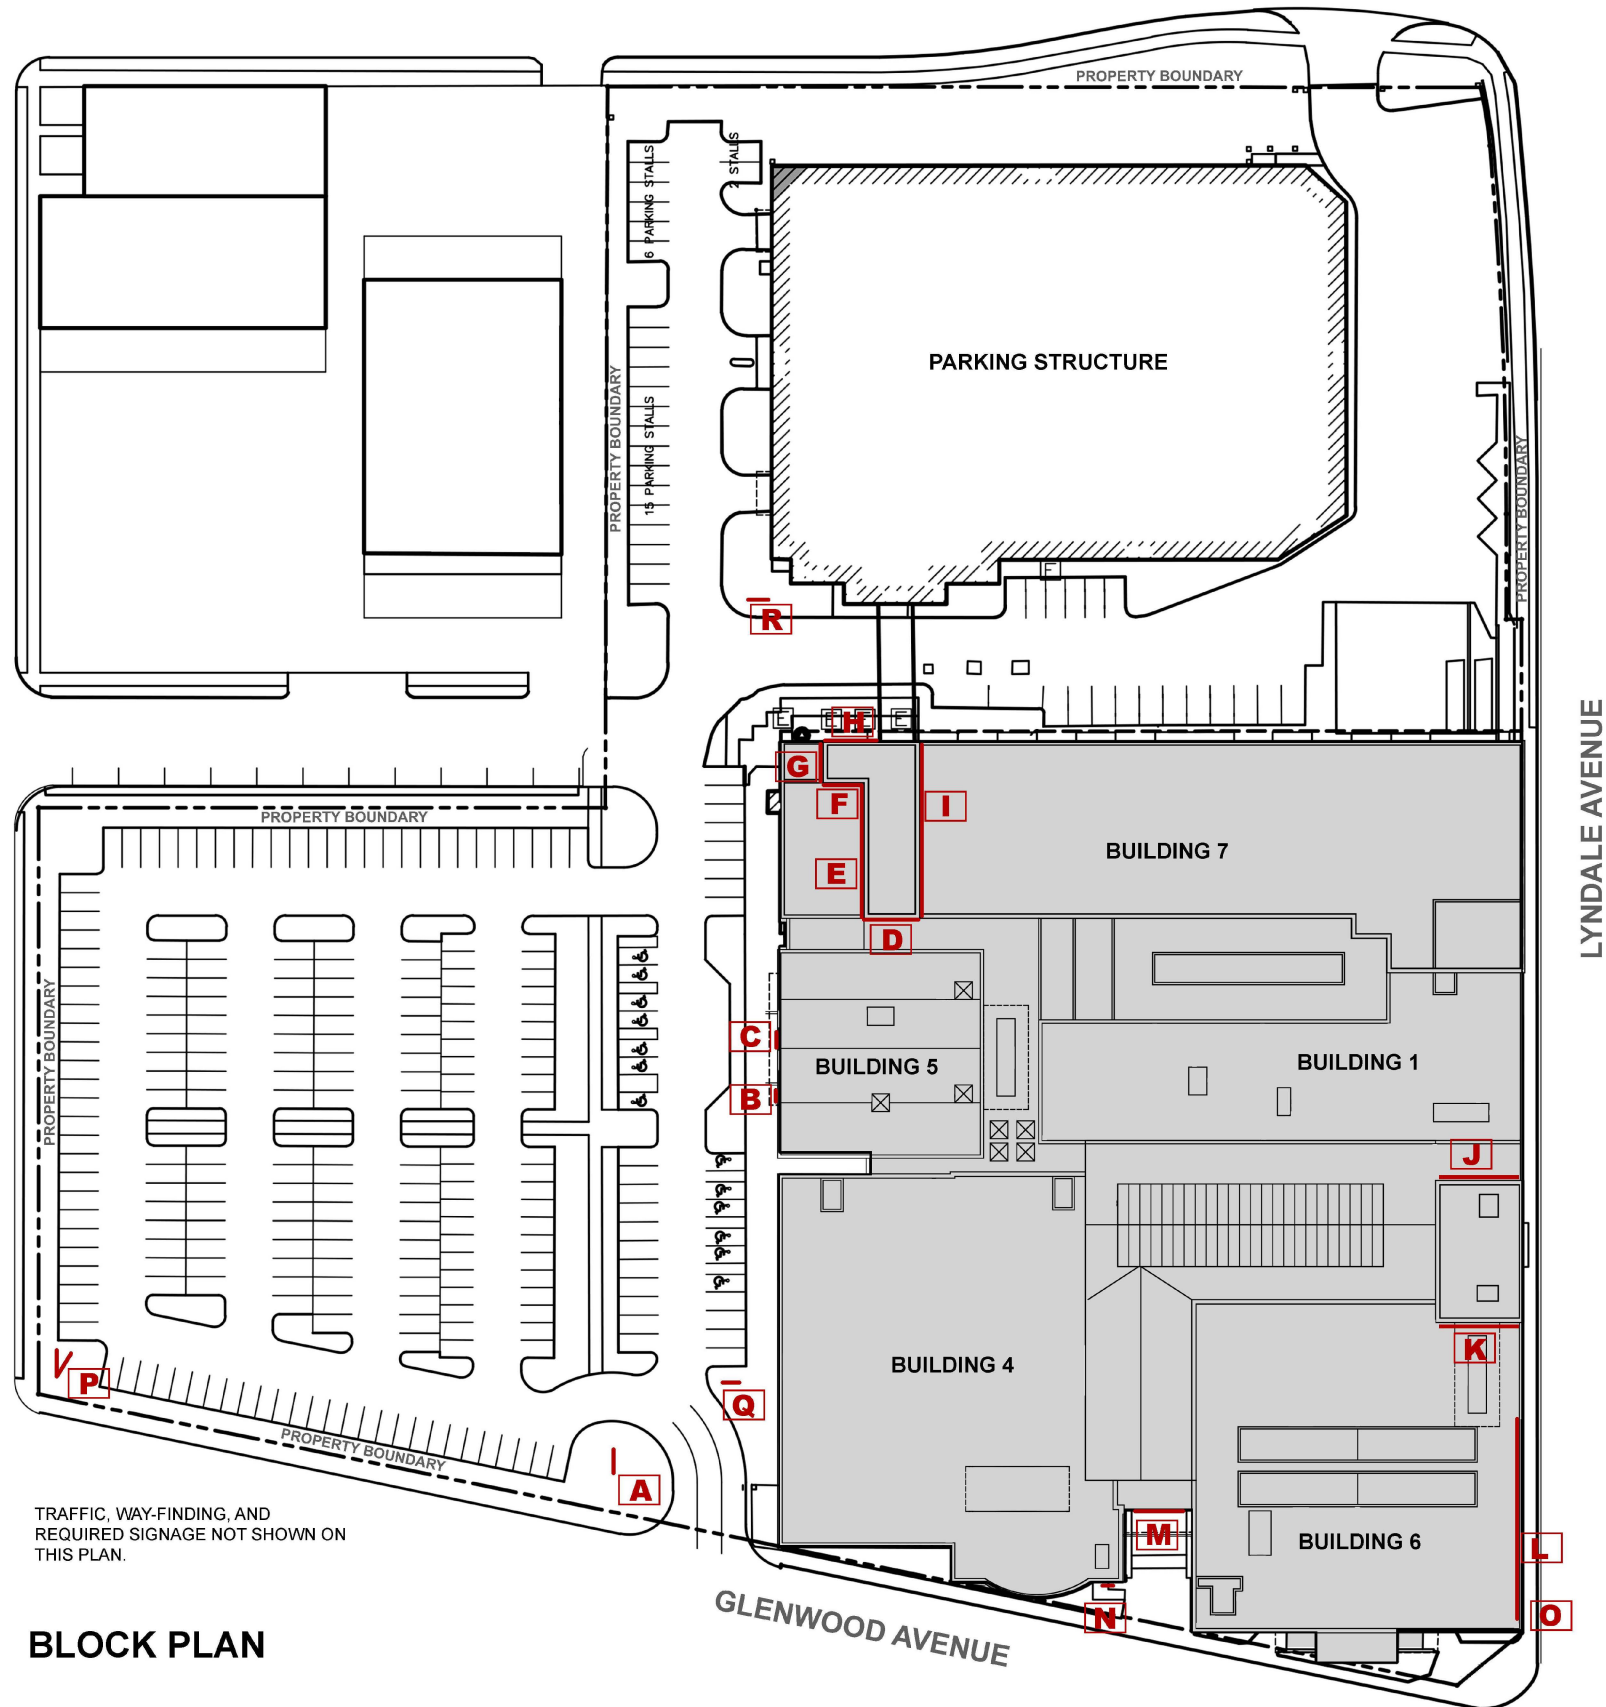 PROPERTY BOUNDARY
6 PARKING STALLS
2 STALLS
PARKING STRUCTURE
PROPERTY BOUNDARY
15 PARKING STALLS
PROPERTY BOUNDARY
E
R
LYNDALE AVENUE
E
E
E
E
H
G
F
I
PROPERTY BOUNDARY
BUILDING 7
E
D
PROPERTY BOUNDARY
C
BUILDING 5
BUILDING 1
B
J
K
BUILDING 4
P
Q
PROPERTY BOUNDARY
A
TRAFFIC, WAY-FINDING, AND
REQUIRED SIGNAGE NOT SHOWN ON
THIS PLAN.
M
BUILDING 6
L
N
O
GLENWOOD AVENUE
BLOCK PLAN